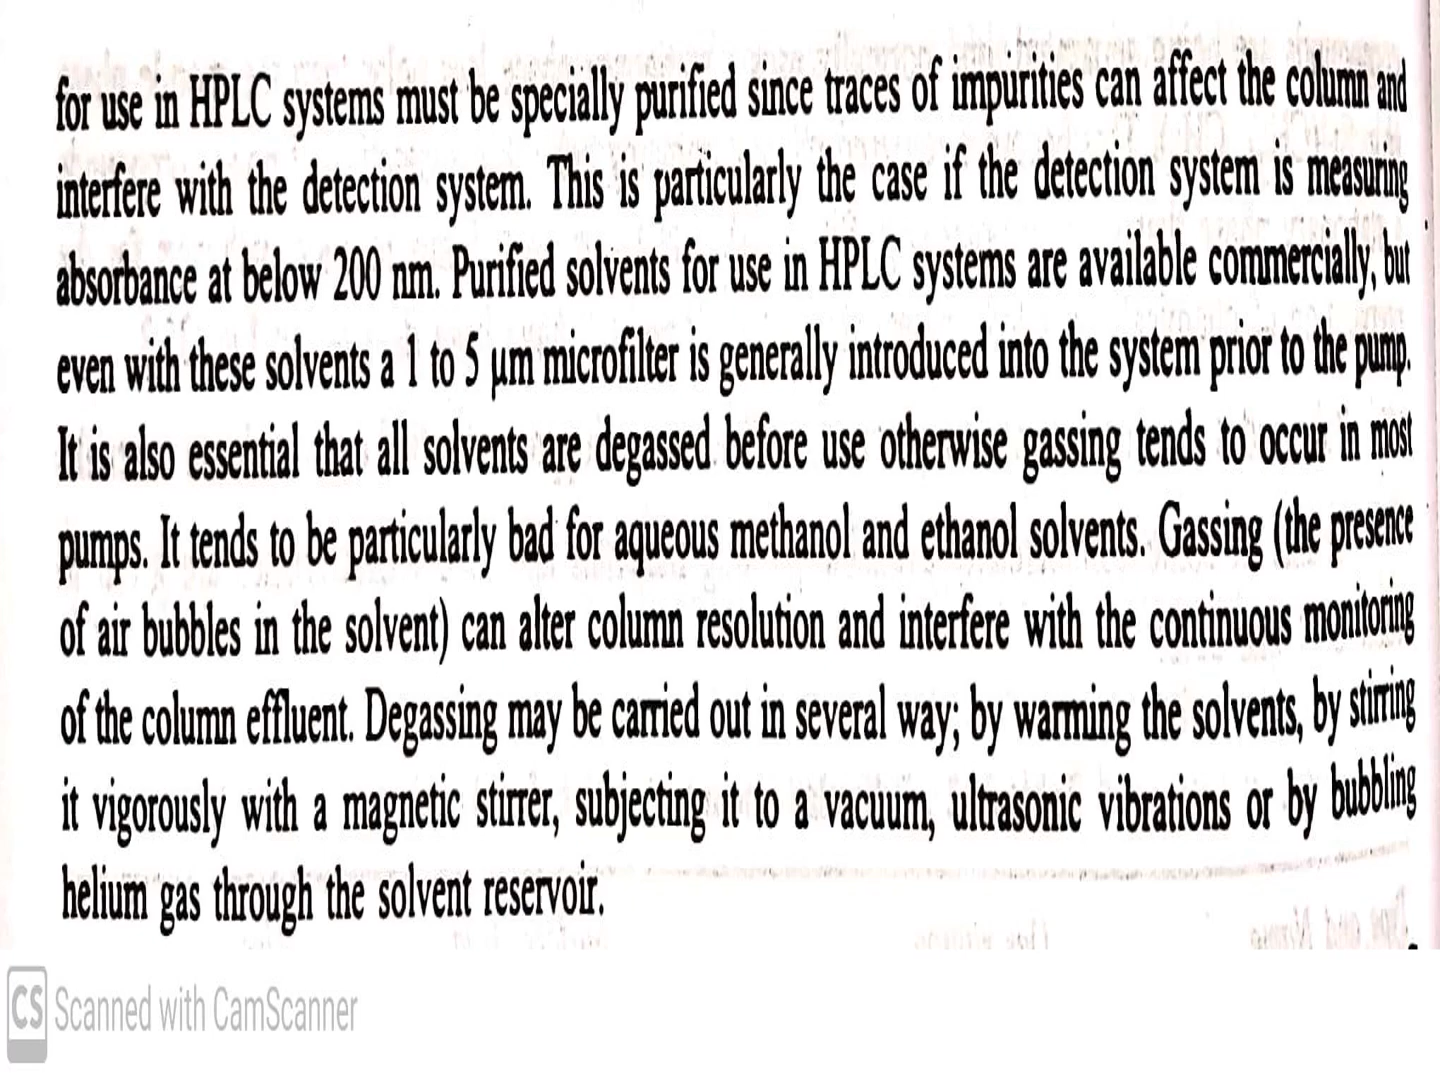 for use in HPLC systems must be specially purified since traces of impurities can affect the column and
interfere with the detection system. This is particularly the case if the detection system is measuring
absorbance at below 200 nm. Purified solvents for use in HPLC systems are available commercially, but
even with these solvents a 1 to 5 μm microfilter is generally introduced into the system prior to the pump.
It is also essential that all solvents are degassed before use otherwise gassing tends to occur in most
pumps. It tends to be particularly bad for aqueous methanol and ethanol solvents. Gassing (the presence
of air bubbles in the solvent) can alter column resolution and interfere with the continuous monitoring
of the column effluent. Degassing may be carried out in several way; by warming the solvents, by stirring
it vigorously with a magnetic stirrer, subjecting it to a vacuum, ultrasonic vibrations or by bubbling
helium gas through the solvent reservoir.
CS Scanned with CamScanner